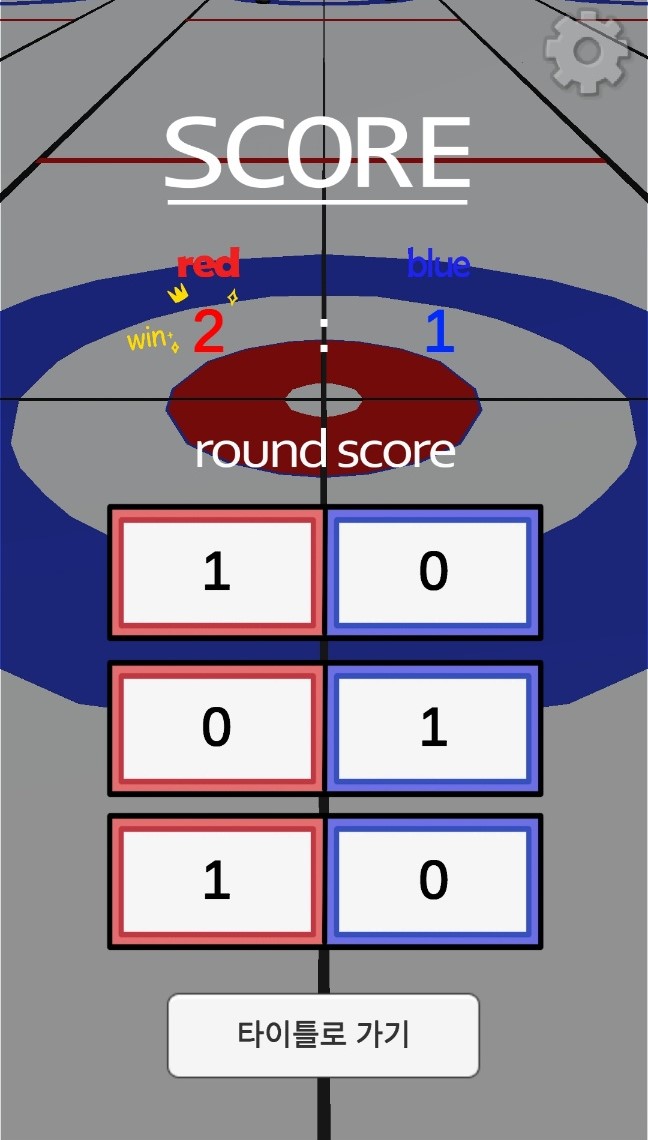 SCORE
red blue
win 2 : 1
round score
1 0
0 1
1 0
타이틀로 가기